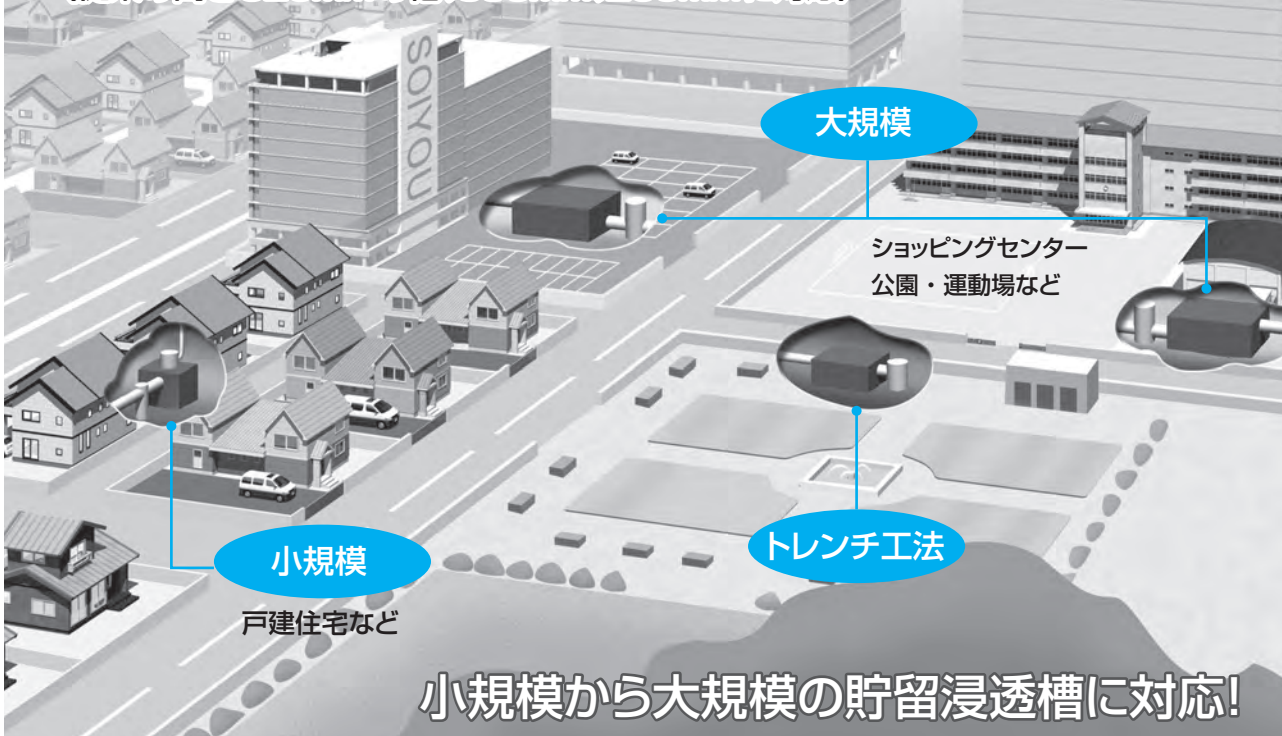 SOIYOU
大規模
ショッピングセンター
公園・運動場など
トレンチ工法
小規模
戸建住宅など
小規模から大規模の貯留浸透槽に対応!